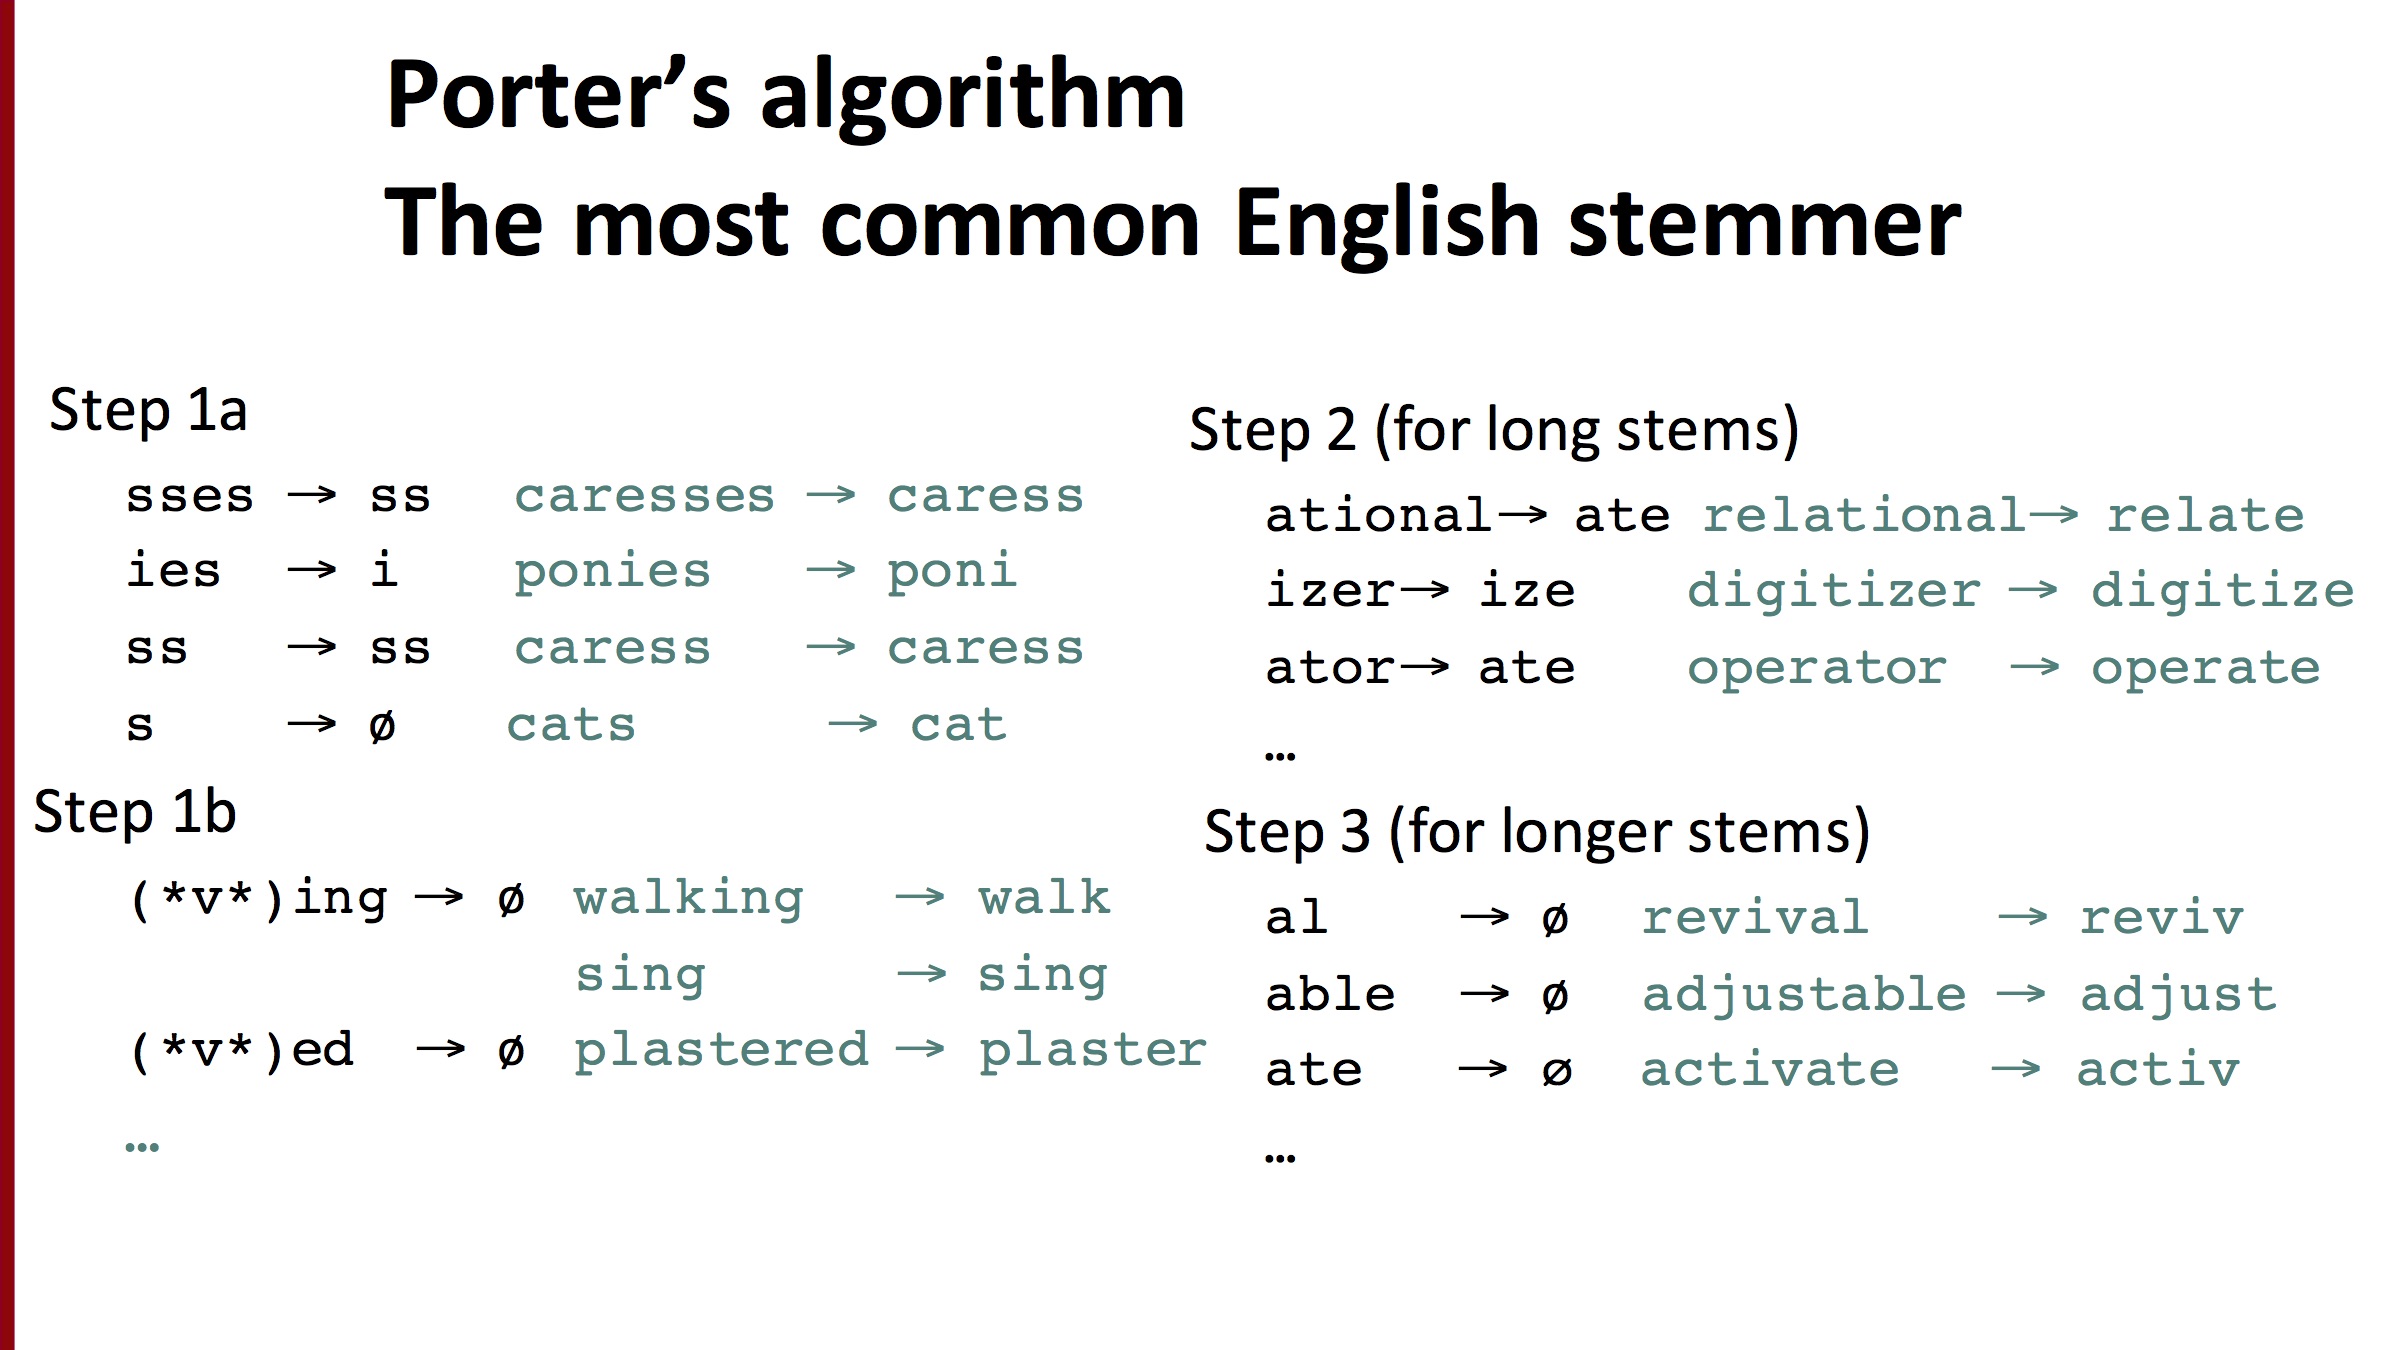 Porter’s algorithm
The most common English stemmer
Step 1a
sses → ss caresses → caress
ies → i ponies → poni
ss → ss caress → caress
s → ø cats → cat
Step 1b
(*v*)ing → ø walking → walk
sing → sing
(*v*)ed → ø plastered → plaster
…
Step 2 (for long stems)
ational→ ate relational→ relate
izer→ ize digitizer → digitize
ator→ ate operator → operate
…
Step 3 (for longer stems)
al → ø revival → reviv
able → ø adjustable → adjust
ate → ø activate → activ
…